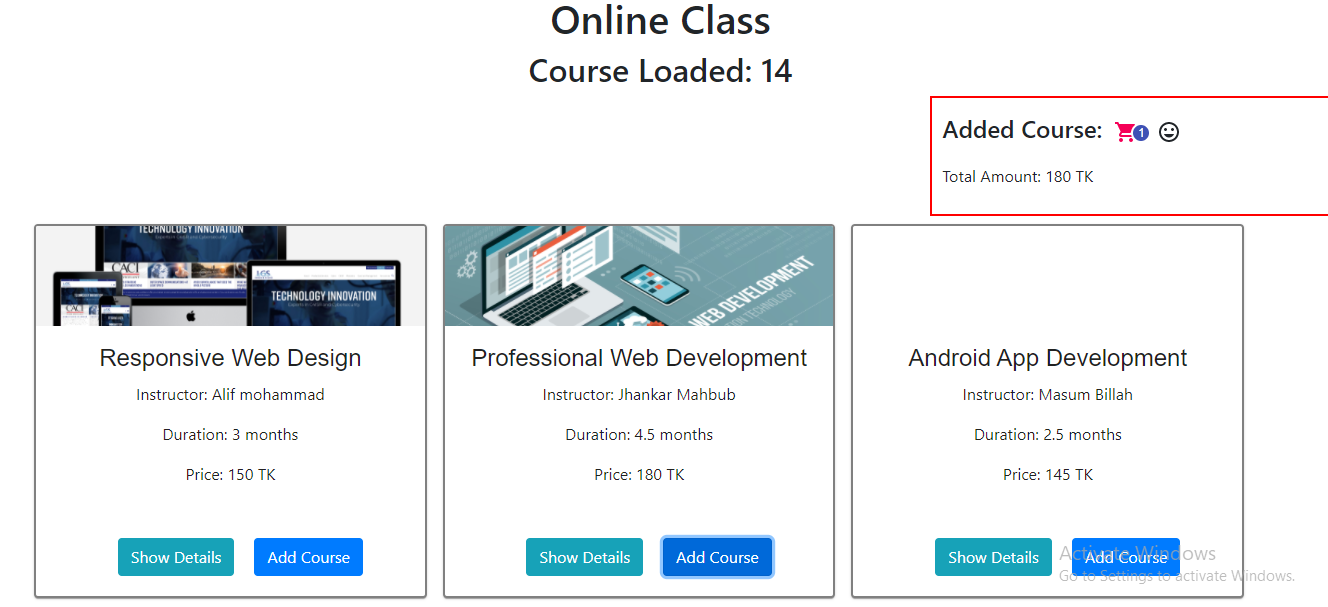 Online Class
Course Loaded: 14
Added Course: 1
Total Amount: 180 TK
TECHNOLOGY INNOVATION
CACI
LGS
TECHNOLOGY INNOVATION
WEB DEVELOPMENT
Responsive Web Design
Instructor: Alif mohammad
Duration: 3 months
Price: 150 TK
Show Details Add Course
Professional Web Development
Instructor: Jhankar Mahbub
Duration: 4.5 months
Price: 180 TK
Show Details Add Course
Android App Development
Instructor: Masum Billah
Duration: 2.5 months
Price: 145 TK
Show Details Add Course
Activate Windows
Go to Settings to activate Windows.